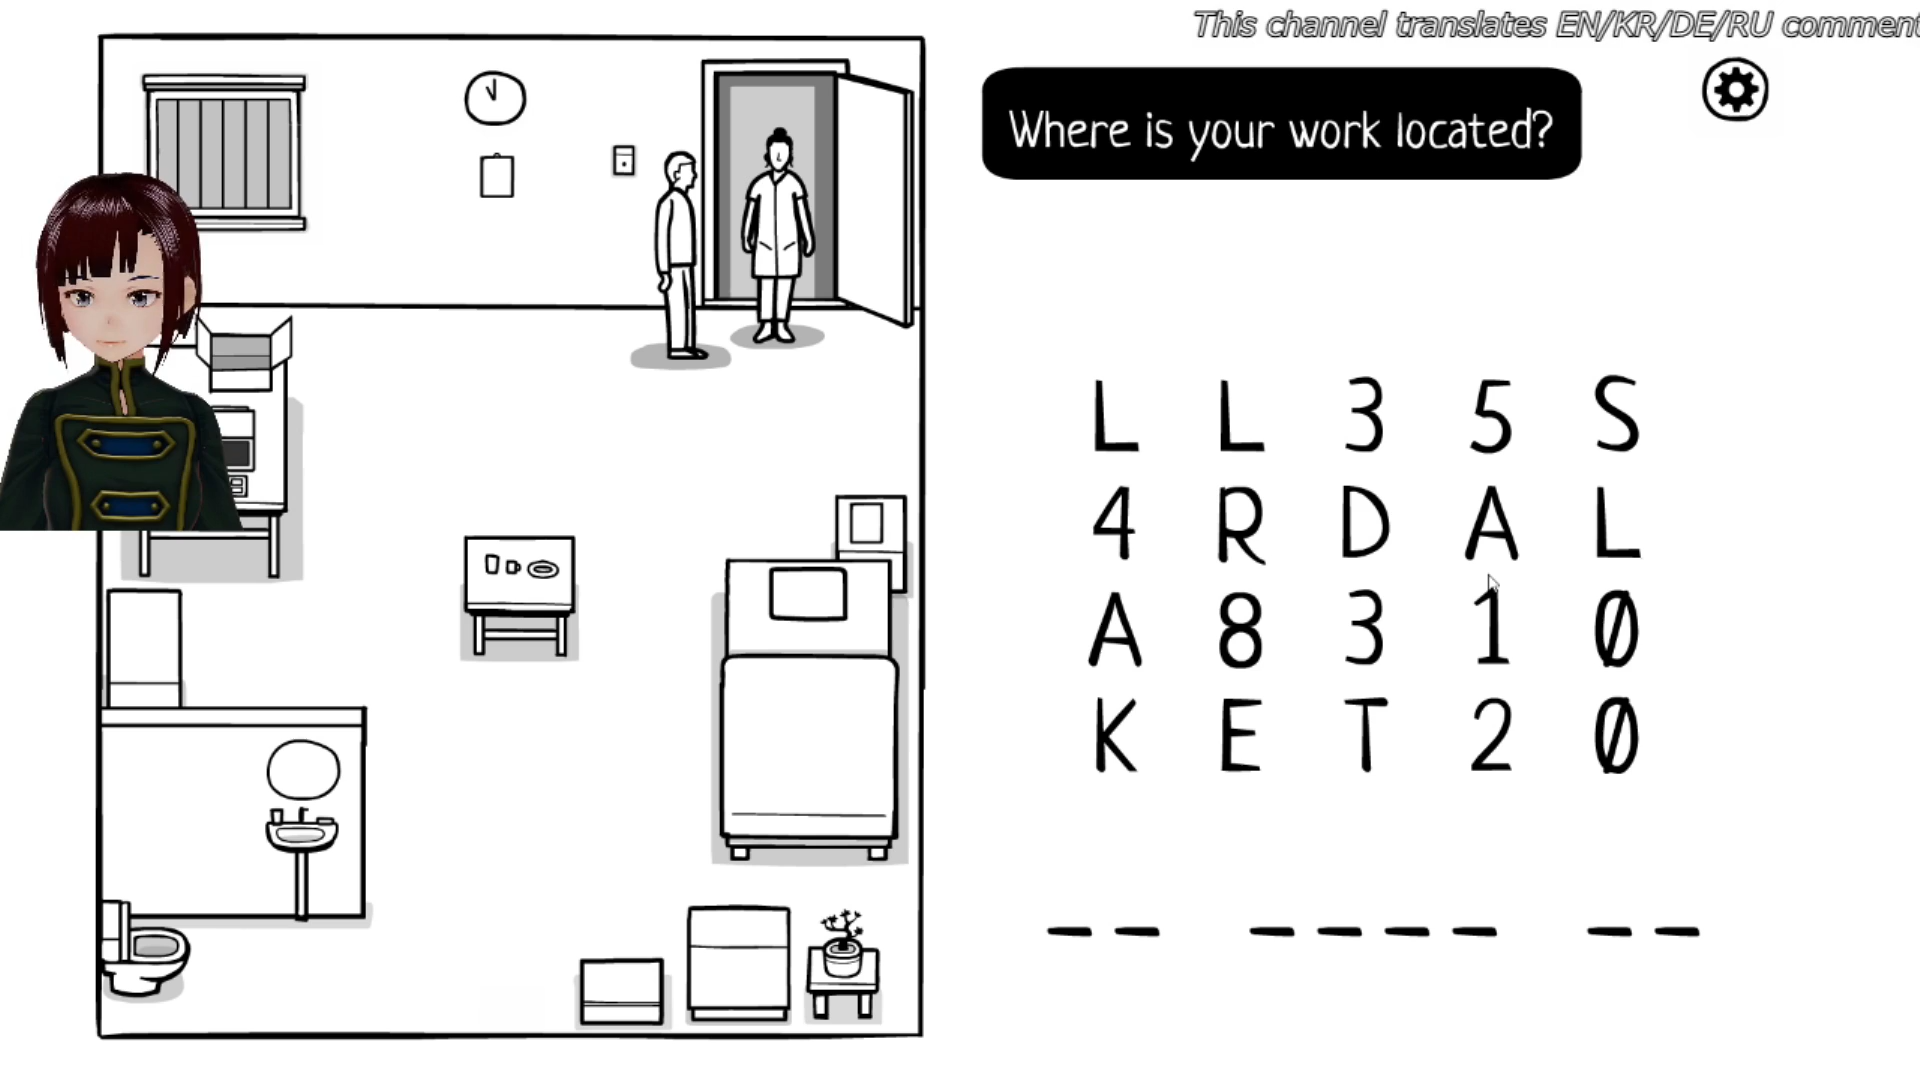 This channel translates EN/KR/DE/RU comment
Where is your work located?
L L 3 5 S
4 R D A L
A 8 3 1 0
K E T 2 0